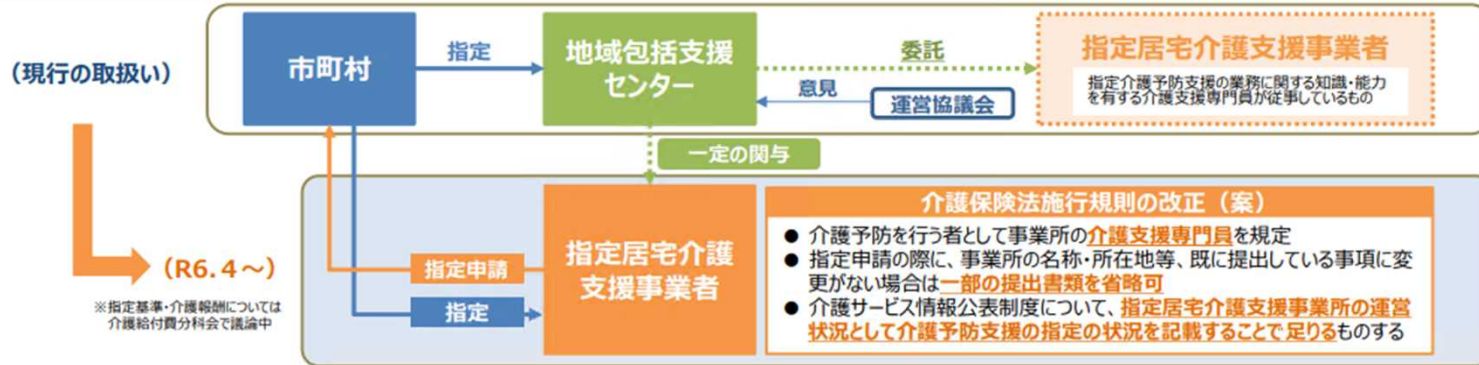 (現行の取扱い)
市町村
指定
地域包括支援
センター
委託
意見
運営協議会
指定居宅介護支援事業者
指定介護予防支援の業務に関する知識・能力
を有する介護支援専門員が従事しているもの
一定の関与
(R6.4～)
※指定基準・介護報酬については
介護給付費分科会で議論中
指定申請
指定
指定居宅介護
支援事業者
介護保険法施行規則の改正(案)
● 介護予防を行う者として事業所の介護支援専門員を規定
● 指定申請の際に、事業所の名称・所在地等、既に提出している事項に変
更がない場合は一部の提出書類を省略可
● 介護サービス情報公表制度について、指定居宅介護支援事業所の運営
状況として介護予防支援の指定の状況を記載することで足りるものする